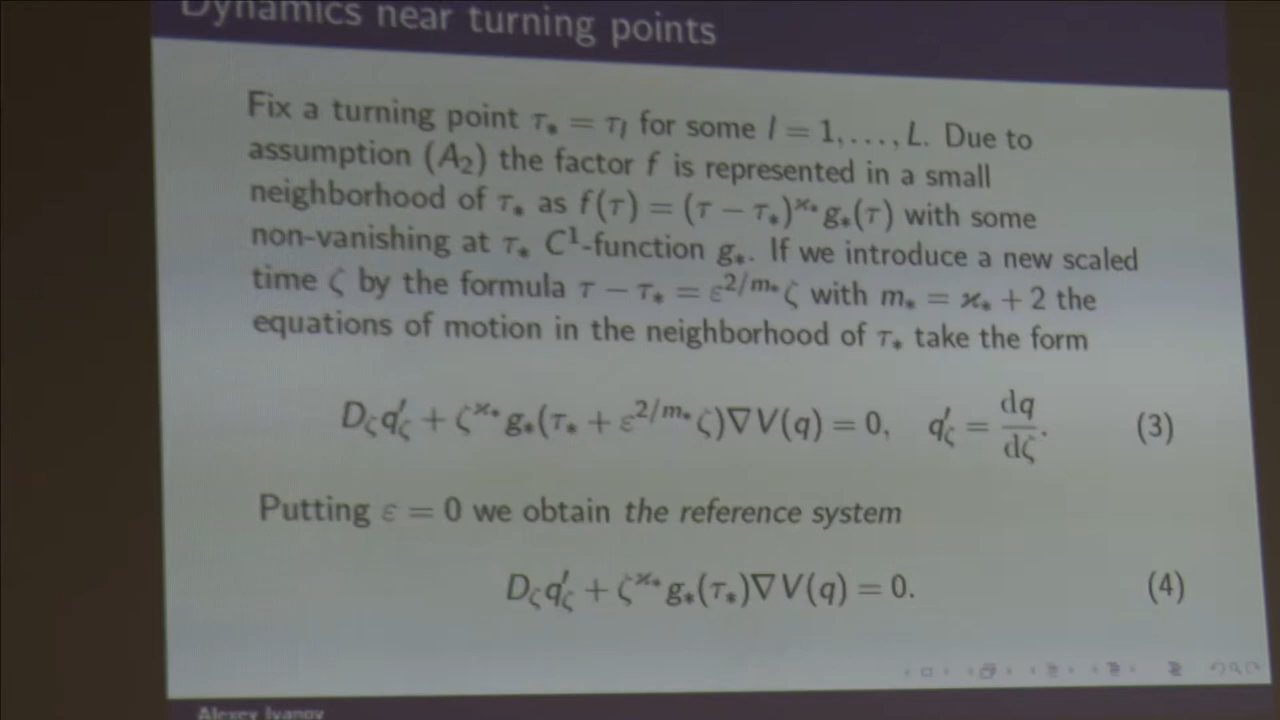 Dynamics near turning points
Fix a turning point τ* = τ_l for some l = 1, . . . , L. Due to
assumption (A₂) the factor f is represented in a small
neighborhood of τ* as f(τ) = (τ − τ*)^{ϰ*} g*(τ) with some
non-vanishing at τ* C¹-function g*. If we introduce a new scaled
time ζ by the formula τ − τ* = ε^{2/m*} ζ with m* = ϰ* + 2 the
equations of motion in the neighborhood of τ* take the form
D_ζ q′_ζ + ζ^{ϰ*} g*(τ* + ε^{2/m*} ζ)∇V(q) = 0, q′_ζ = dq/dζ. (3)
Putting ε = 0 we obtain the reference system
D_ζ q′_ζ + ζ^{ϰ*} g*(τ*)∇V(q) = 0. (4)
Alexey Ivanov